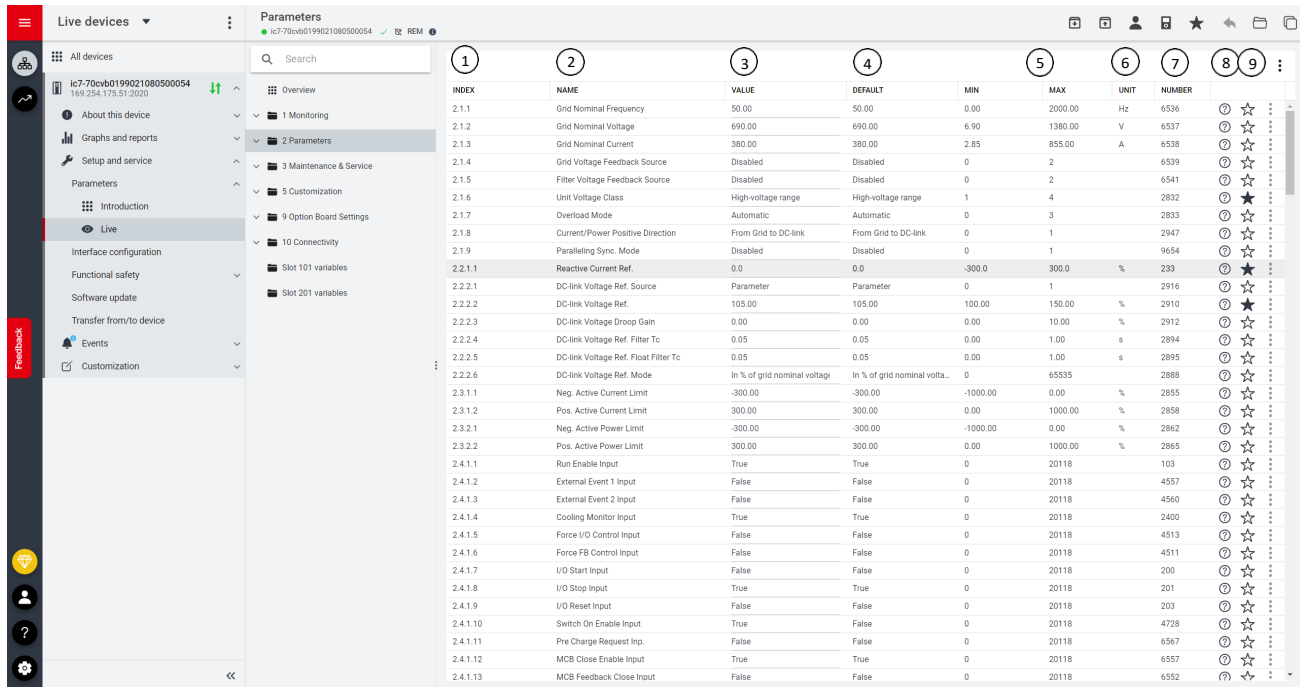 Live devices
All devices
ic7-70cvb0199021080500054
169.254.175.51:2020
About this device
Graphs and reports
Setup and service
Parameters
Introduction
Live
Interface configuration
Functional safety
Software update
Transfer from/to device
Events
Customization
Feedback
Parameters
ic7-70cvb0199021080500054 REM
Search
Overview
1 Monitoring
2 Parameters
3 Maintenance & Service
5 Customization
9 Option Board Settings
10 Connectivity
Slot 101 variables
Slot 201 variables
1 2 3 4 5 6 7 8 9
INDEX NAME VALUE DEFAULT MIN MAX UNIT NUMBER
2.1.1 Grid Nominal Frequency 50.00 50.00 0.00 2000.00 Hz 6536
2.1.2 Grid Nominal Voltage 690.00 690.00 6.90 1380.00 V 6537
2.1.3 Grid Nominal Current 380.00 380.00 2.85 855.00 A 6538
2.1.4 Grid Voltage Feedback Source Disabled Disabled 0 2 6539
2.1.5 Filter Voltage Feedback Source Disabled Disabled 0 2 6541
2.1.6 Unit Voltage Class High-voltage range High-voltage range 1 4 2832
2.1.7 Overload Mode Automatic Automatic 0 3 2833
2.1.8 Current/Power Positive Direction From Grid to DC-link From Grid to DC-link 0 1 2947
2.1.9 Paralleling Sync. Mode Disabled Disabled 0 1 9654
2.2.1.1 Reactive Current Ref. 0.0 0.0 -300.0 300.0 % 233
2.2.2.1 DC-link Voltage Ref. Source Parameter Parameter 0 1 2916
2.2.2.2 DC-link Voltage Ref. 105.00 105.00 100.00 150.00 % 2910
2.2.2.3 DC-link Voltage Droop Gain 0.00 0.00 0.00 10.00 % 2912
2.2.2.4 DC-link Voltage Ref. Filter Tc 0.05 0.05 0.00 1.00 s 2894
2.2.2.5 DC-link Voltage Ref. Float Filter Tc 0.05 0.05 0.00 1.00 s 2895
2.2.2.6 DC-link Voltage Ref. Mode In % of grid nominal voltage In % of grid nominal volta... 0 65535 2888
2.3.1.1 Neg. Active Current Limit -300.00 -300.00 -1000.00 0.00 % 2855
2.3.1.2 Pos. Active Current Limit 300.00 300.00 0.00 1000.00 % 2858
2.3.2.1 Neg. Active Power Limit -300.00 -300.00 -1000.00 0.00 % 2862
2.3.2.2 Pos. Active Power Limit 300.00 300.00 0.00 1000.00 % 2865
2.4.1.1 Run Enable Input True True 0 20118 103
2.4.1.2 External Event 1 Input False False 0 20118 4557
2.4.1.3 External Event 2 Input False False 0 20118 4560
2.4.1.4 Cooling Monitor Input True True 0 20118 2400
2.4.1.5 Force I/O Control Input False False 0 20118 4513
2.4.1.6 Force FB Control Input False False 0 20118 4511
2.4.1.7 I/O Start Input False False 0 20118 200
2.4.1.8 I/O Stop Input True True 0 20118 201
2.4.1.9 I/O Reset Input False False 0 20118 203
2.4.1.10 Switch On Enable Input True True 0 20118 4728
2.4.1.11 Pre Charge Request Inp. False False 0 20118 6567
2.4.1.12 MCB Close Enable Input True True 0 20118 6557
2.4.1.13 MCB Feedback Close Input False False 0 20118 6552